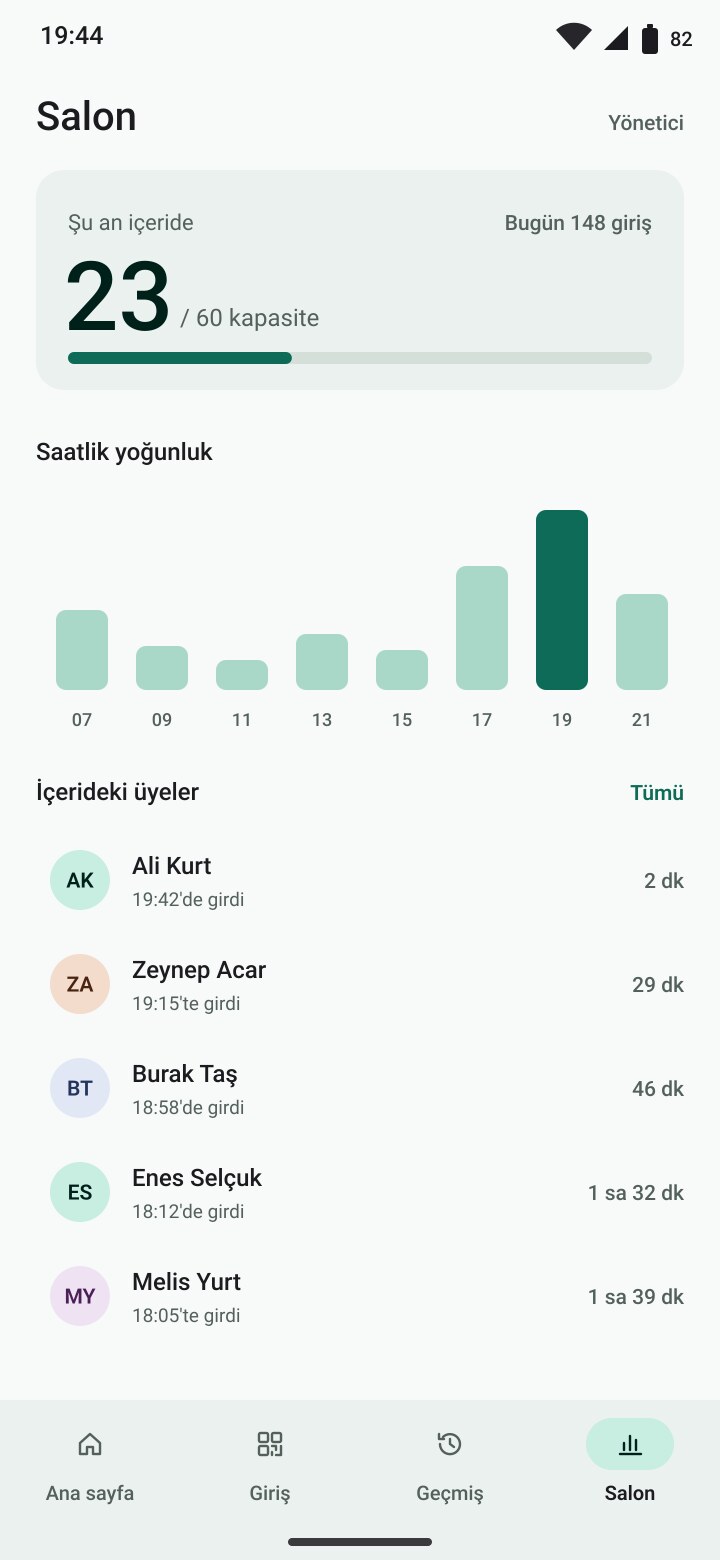 19:44
82
Salon
Yönetici
Şu an içeride
Bugün 148 giriş
23 / 60 kapasite
Saatlik yoğunluk
07 09 11 13 15 17 19 21
İçerideki üyeler
Tümü
AK
Ali Kurt
19:42'de girdi
2 dk
ZA
Zeynep Acar
19:15'te girdi
29 dk
BT
Burak Taş
18:58'de girdi
46 dk
ES
Enes Selçuk
18:12'de girdi
1 sa 32 dk
MY
Melis Yurt
18:05'te girdi
1 sa 39 dk
Ana sayfa
Giriş
Geçmiş
Salon